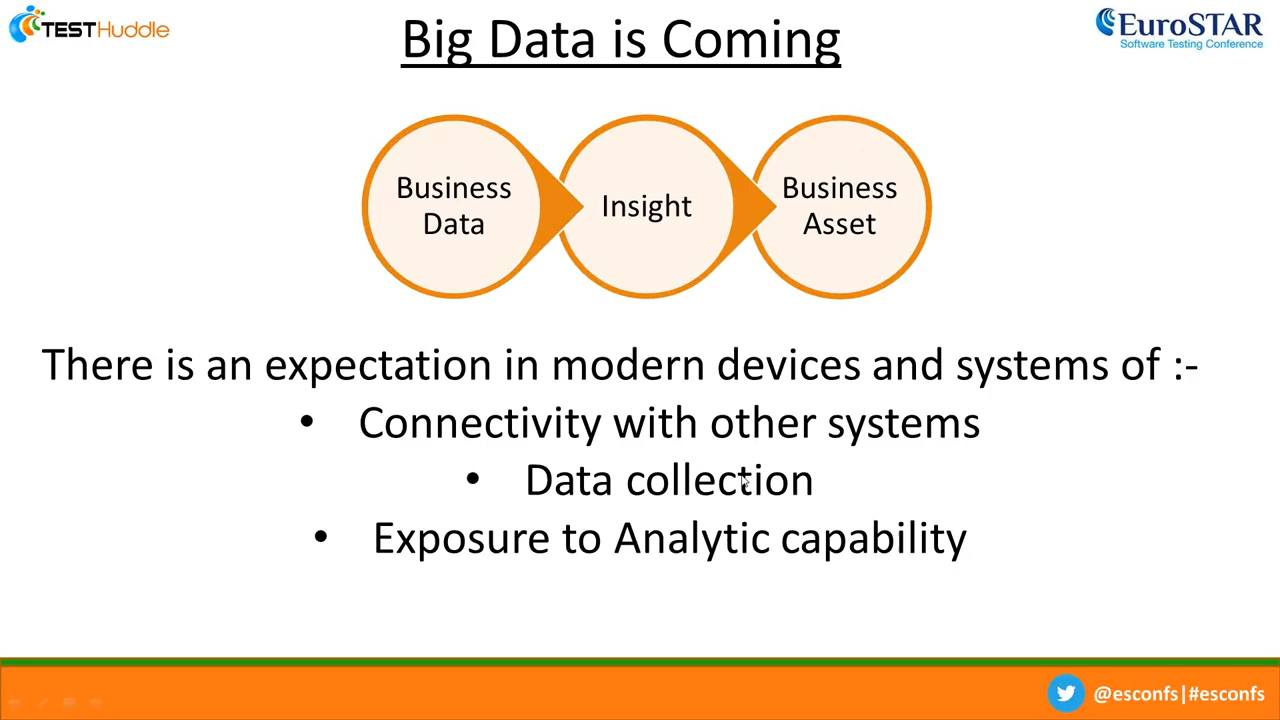 TESTHuddle
Big Data is Coming
EuroSTAR
Software Testing Conference
Business
Data
Insight
Business
Asset
There is an expectation in modern devices and systems of :-
• Connectivity with other systems
• Data collection
• Exposure to Analytic capability
@esconfs|#esconfs